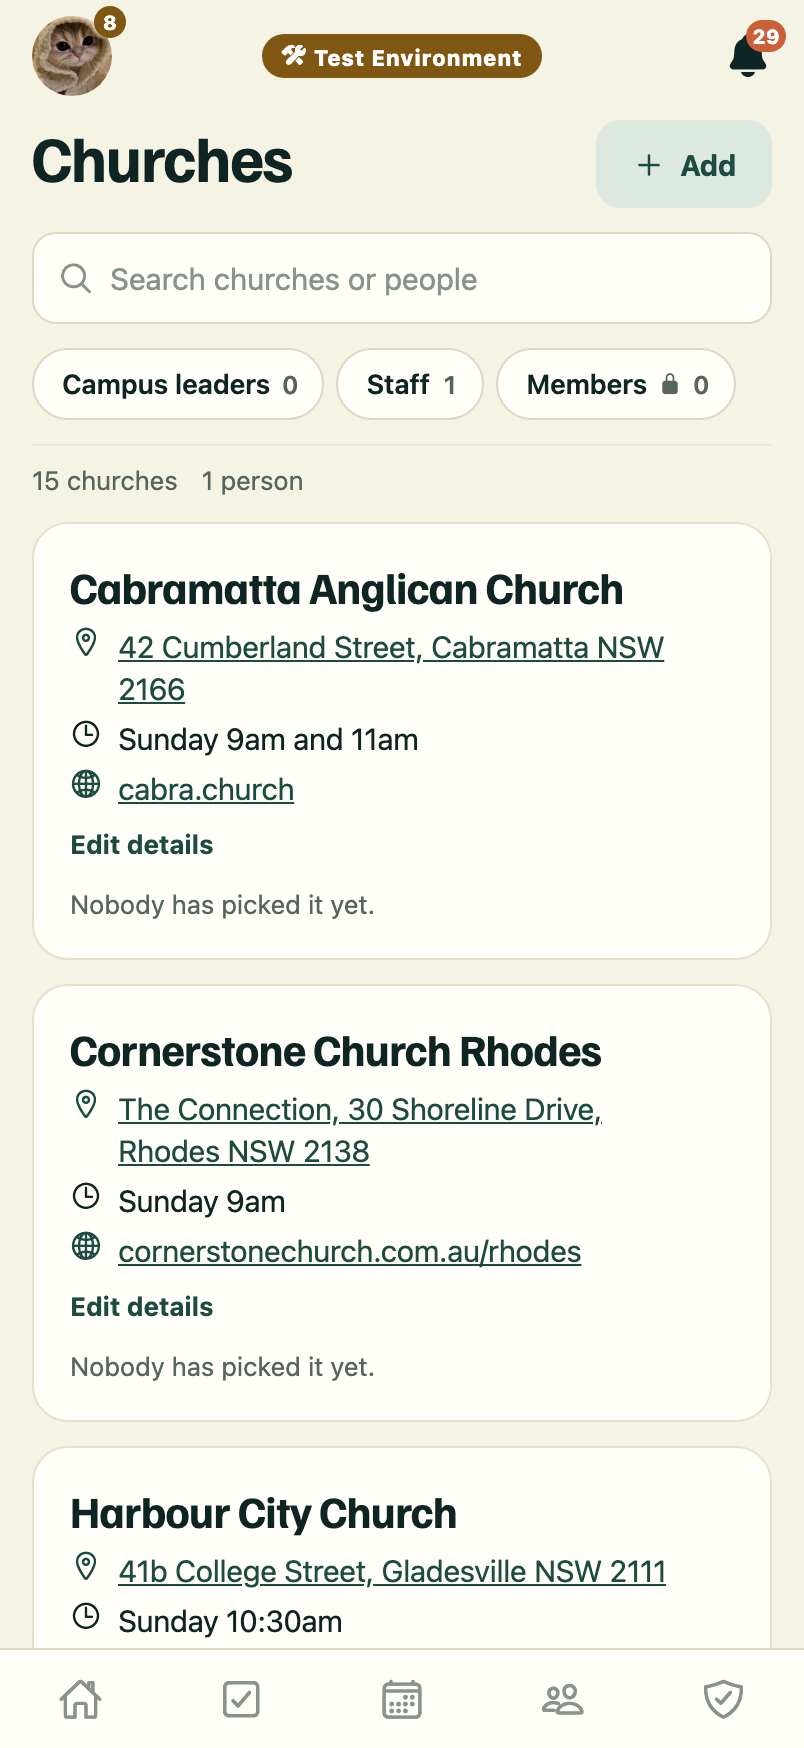 8
Test Environment
29
Churches
+ Add
Search churches or people
Campus leaders 0
Staff 1
Members 0
15 churches 1 person
Cabramatta Anglican Church
42 Cumberland Street, Cabramatta NSW
2166
Sunday 9am and 11am
cabra.church
Edit details
Nobody has picked it yet.
Cornerstone Church Rhodes
The Connection, 30 Shoreline Drive,
Rhodes NSW 2138
Sunday 9am
cornerstonechurch.com.au/rhodes
Edit details
Nobody has picked it yet.
Harbour City Church
41b College Street, Gladesville NSW 2111
Sunday 10:30am